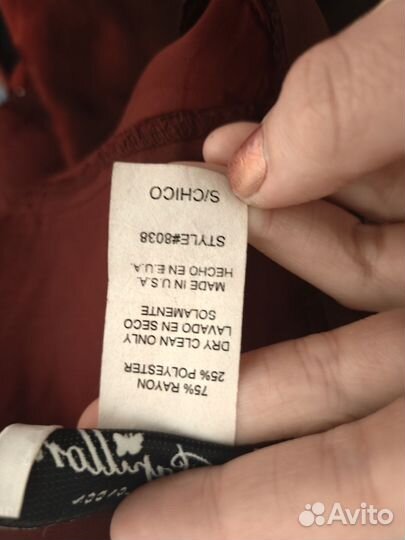 75% RAYON
25% POLYESTER
DRY CLEAN ONLY
LAVADO EN SECO
SOLAMENTE
MADE IN U.S.A.
HECHO EN E.U.A.
STYLE#8038
S/CHICO
Avito